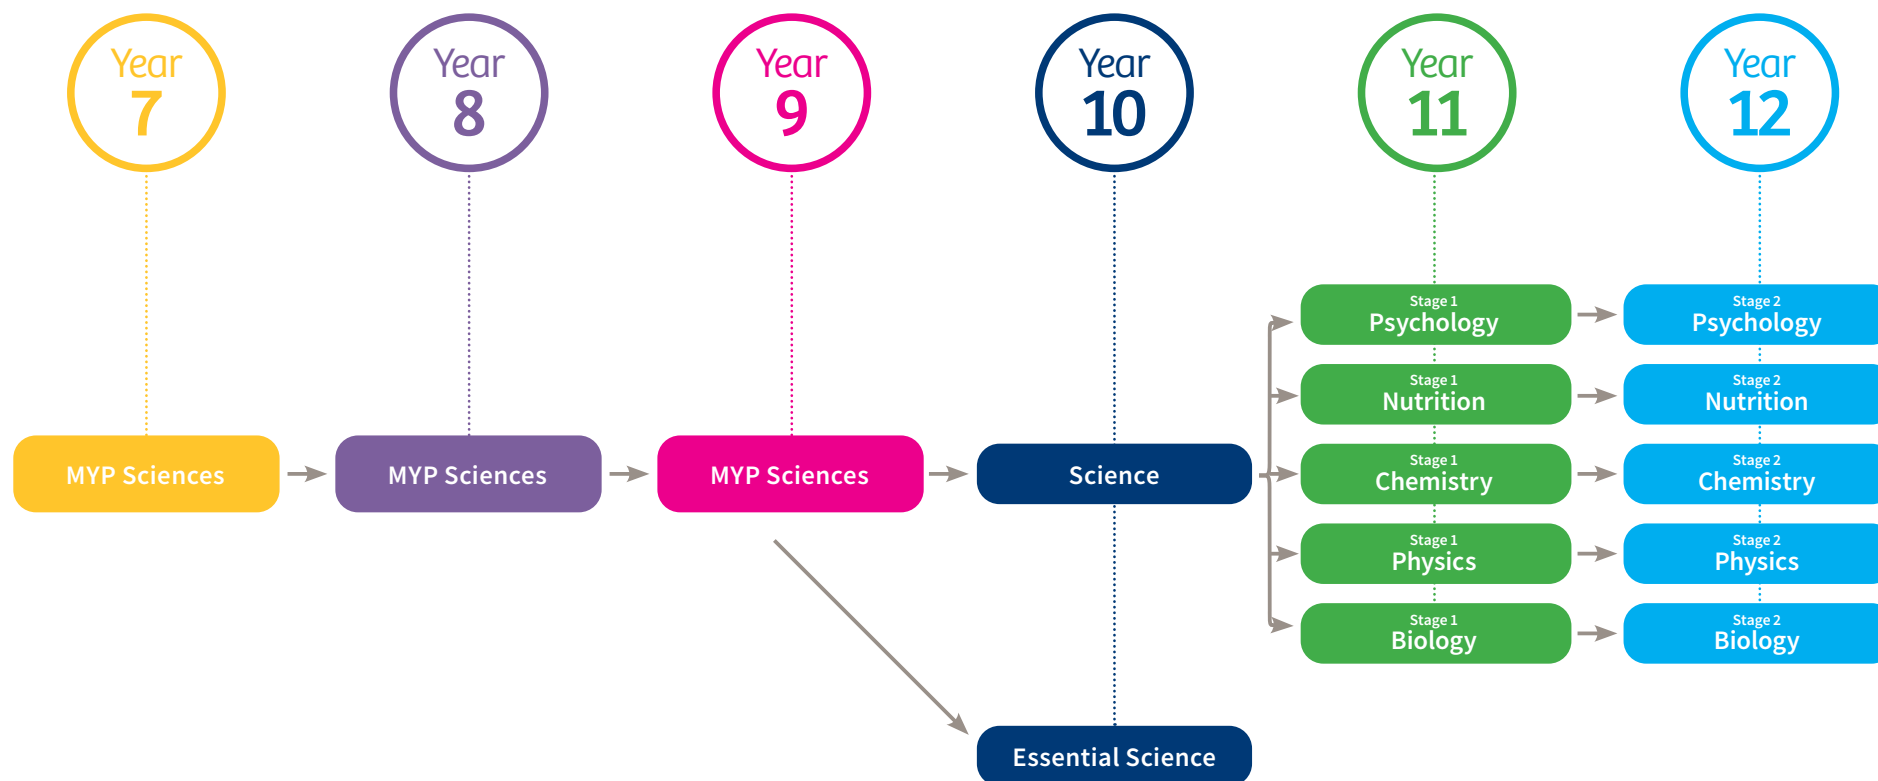 Year
7
Year
8
Year
9
Year
10
Year
11
Year
12
Stage 1
Psychology
Stage 2
Psychology
Stage 1
Nutrition
Stage 2
Nutrition
MYP Sciences
MYP Sciences
MYP Sciences
Science
Stage 1
Chemistry
Stage 2
Chemistry
Stage 1
Physics
Stage 2
Physics
Stage 1
Biology
Stage 2
Biology
Essential Science